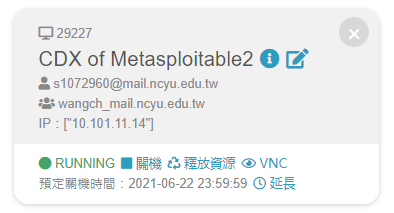 29227
CDX of Metasploitable2
s1072960@mail.ncyu.edu.tw
wangch_mail.ncyu.edu.tw
IP：["10.101.11.14"]
RUNNING 關機 釋放資源 VNC
預定關機時間：2021-06-22 23:59:59 延長